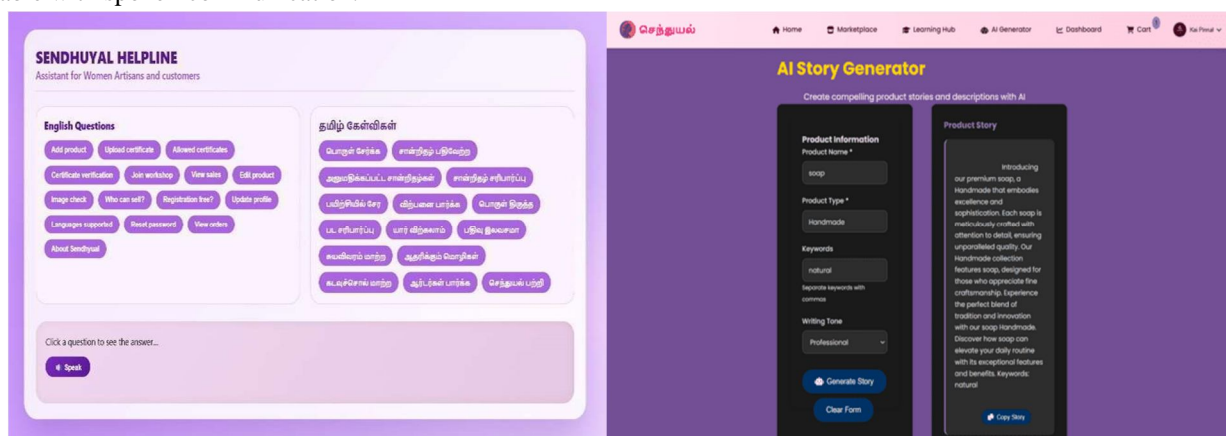 SENDHUYAL HELPLINE
Assistant for Women Artisans and customers
English Questions
Add product
Upload certificate
Allowed certificates
Certificate verification
Join workshop
View sales
Edit product
Image check
Who can sell?
Registration free?
Update profile
Languages supported
Reset password
View orders
About Sendhyual
தமிழ் கேள்விகள்
பொருள் சேர்க்க
சான்றிதழ் பதிவேற்ற
அனுமதிக்கப்பட்ட சான்றிதழ்கள்
சான்றிதழ் சரிபார்ப்பு
பயிற்சியில் சேர
விற்பனை பார்க்க
பொருள் திருத்த
பட சரிபார்ப்பு
யார் விற்கலாம்
பதிவு இலவசமா
சுயவிவரம் மாற்ற
ஆதரிக்கும் மொழிகள்
கடவுச்சொல் மாற்ற
ஆர்டர்கள் பார்க்க
செந்துயல் பற்றி
Click a question to see the answer...
Speak
செந்துயல்
Home
Marketplace
Learning Hub
AI Generator
Dashboard
Cart
AI Story Generator
Create compelling product stories and descriptions with AI
Product Information
Product Name *
soap
Product Type *
Handmade
Keywords
natural
Separate keywords with
commas
Writing Tone
Professional
Generate Story
Clear Form
Product Story
Introducing
our premium soap, a
Handmade that embodies
excellence and
sophistication. Each soap is
meticulously crafted with
attention to detail, ensuring
unparalleled quality. Our
Handmade collection
features soap, designed for
those who appreciate fine
craftsmanship. Experience
the perfect blend of
tradition and innovation
with our soap Handmade.
Discover how soap can
elevate your daily routine
with its exceptional features
and benefits. Keywords:
natural
Copy Story